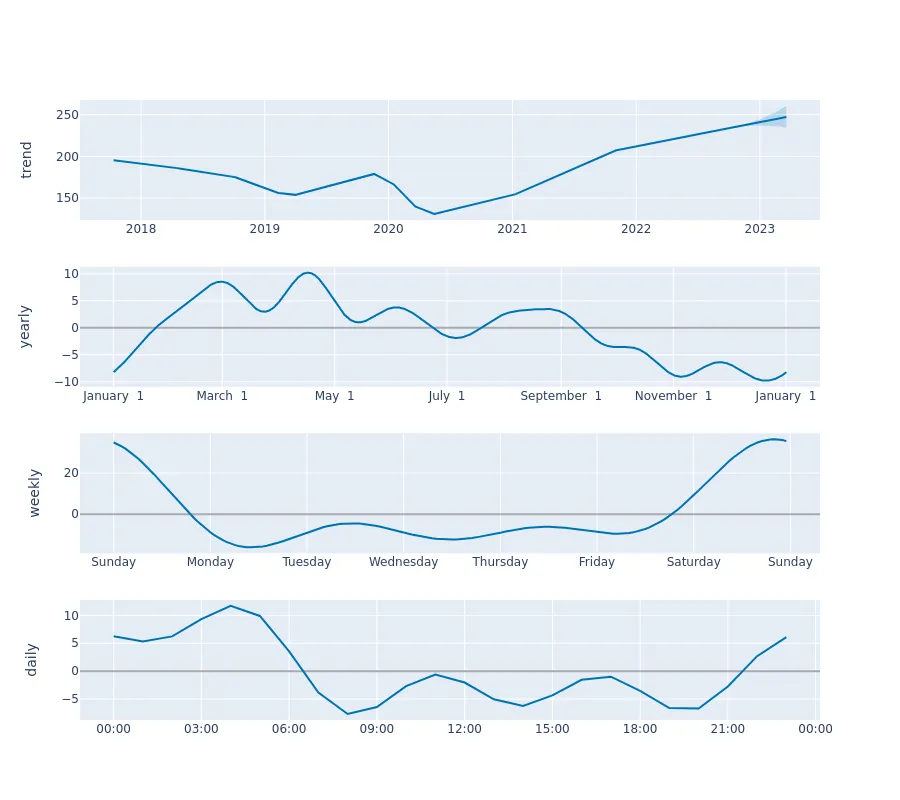 trend
250
200
150
2018 2019 2020 2021 2022 2023
yearly
10
5
0
−5
−10
January 1 March 1 May 1 July 1 September 1 November 1 January 1
weekly
20
0
Sunday Monday Tuesday Wednesday Thursday Friday Saturday Sunday
daily
10
5
0
−5
00:00 03:00 06:00 09:00 12:00 15:00 18:00 21:00 00:00